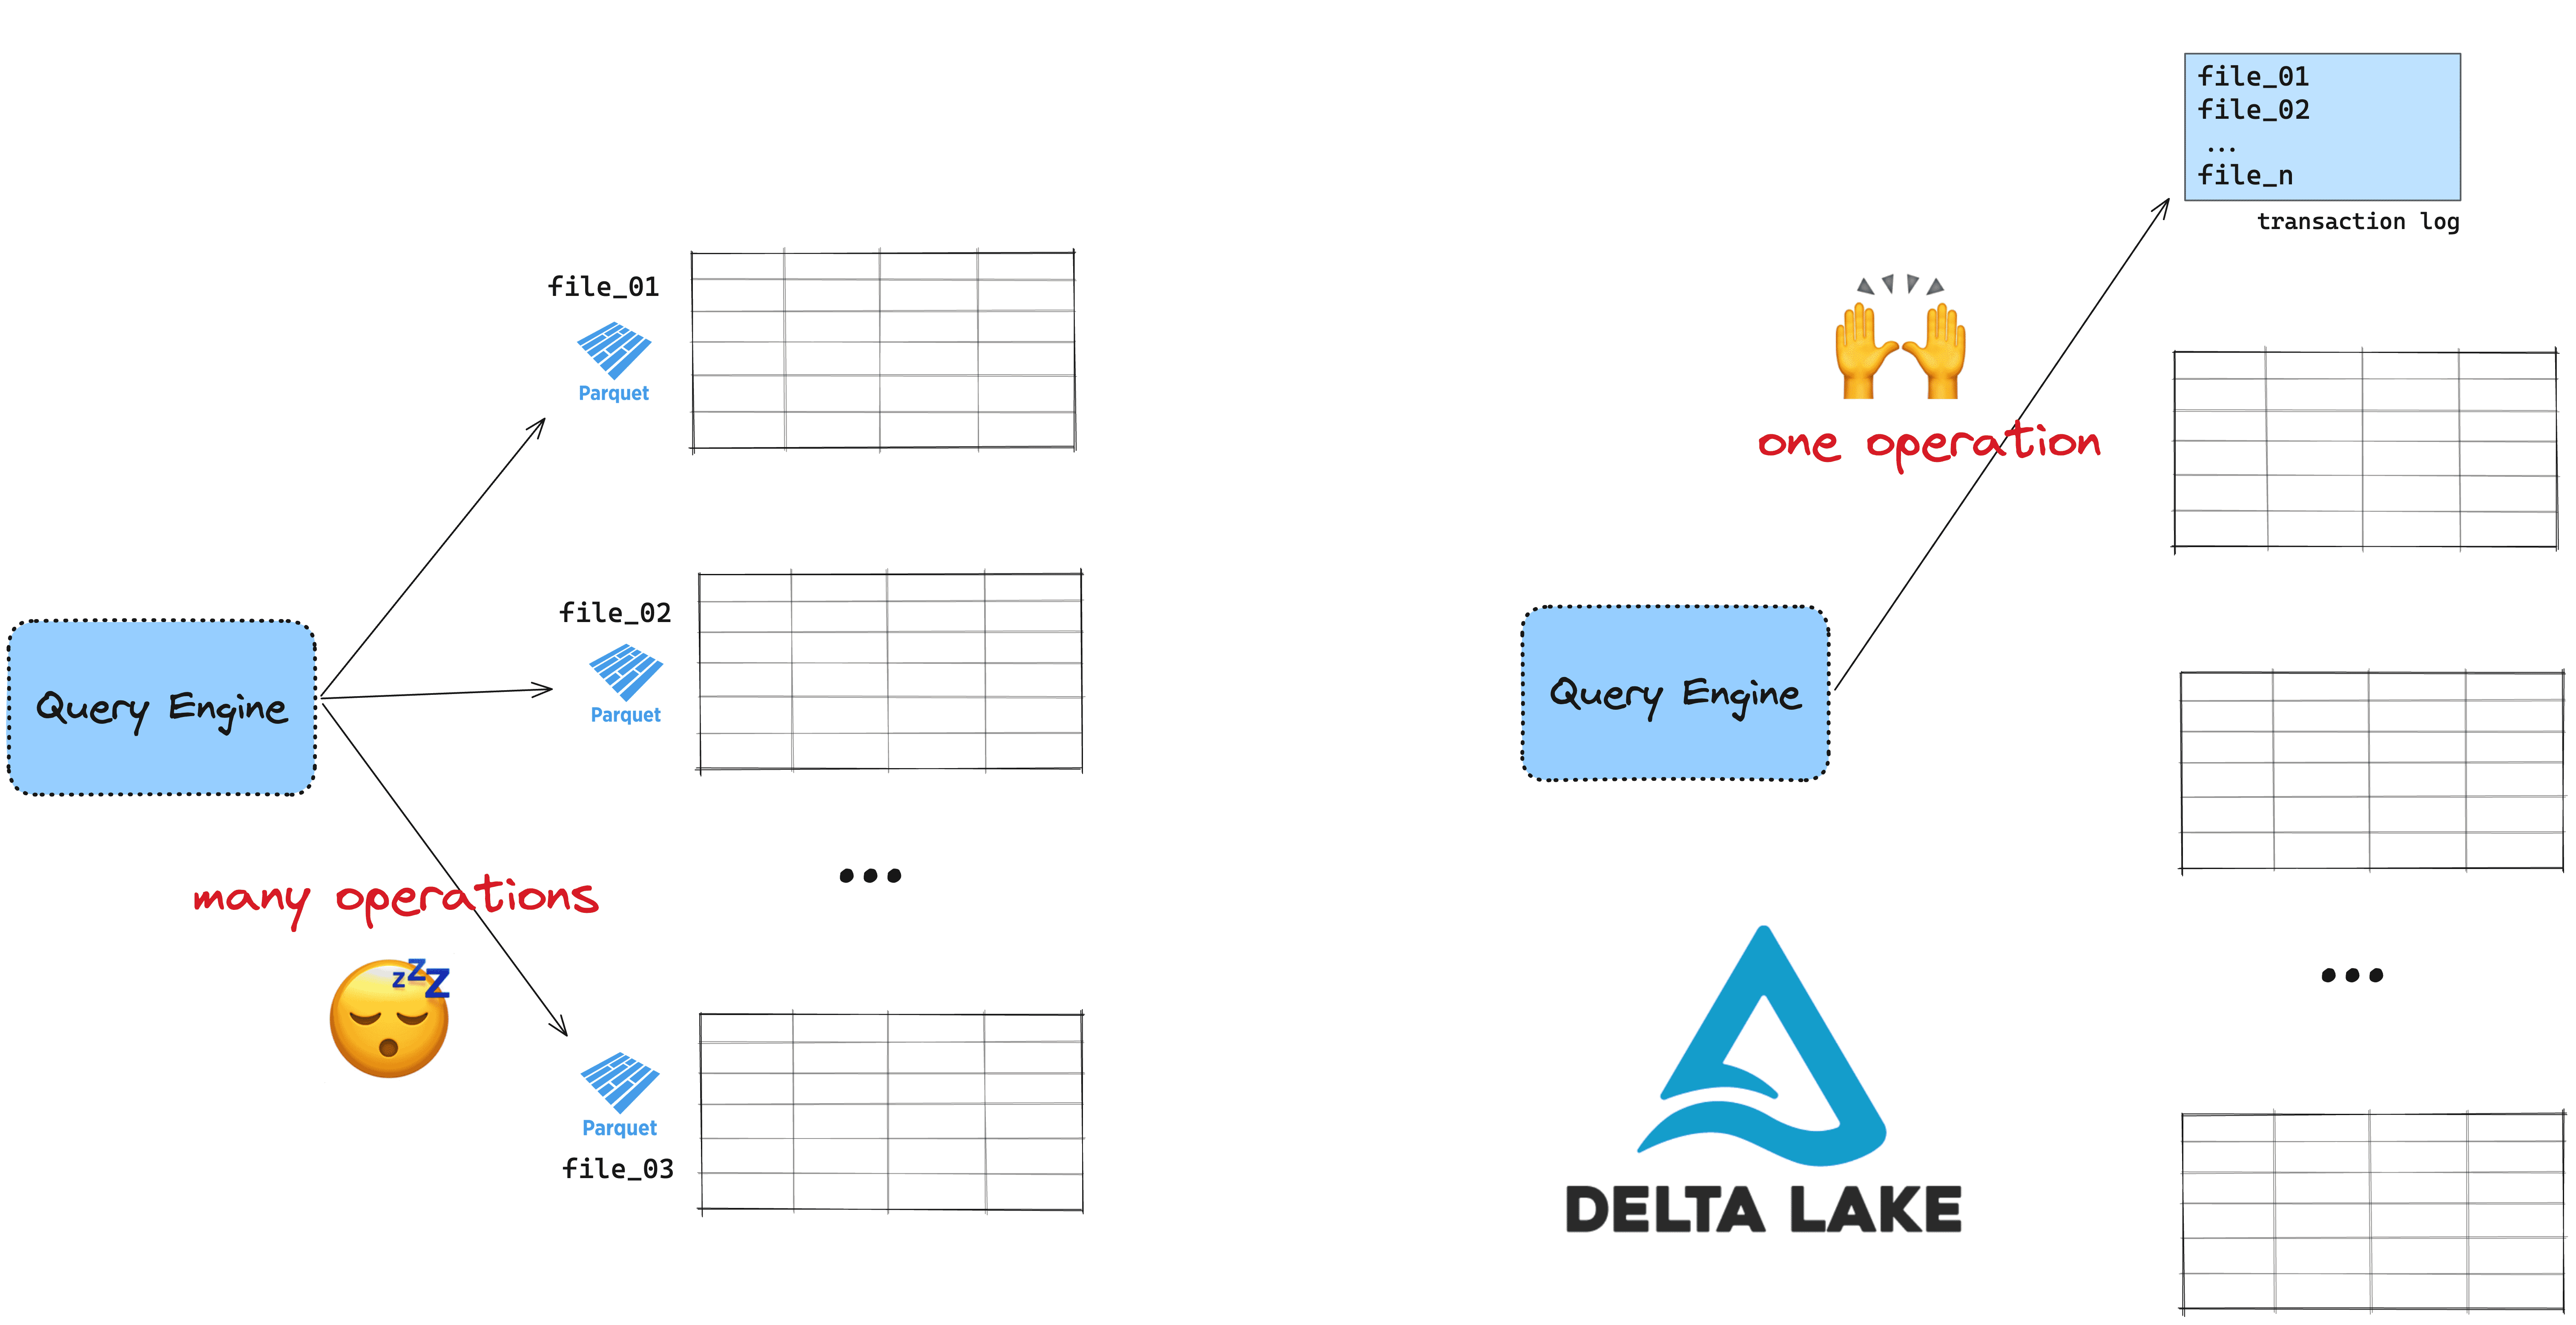 file_01
Parquet
file_02
Parquet
Query Engine
many operations
zzZ
...
Parquet
file_03
file_01
file_02
...
file_n
transaction log
one operation
Query Engine
...
DELTA LAKE